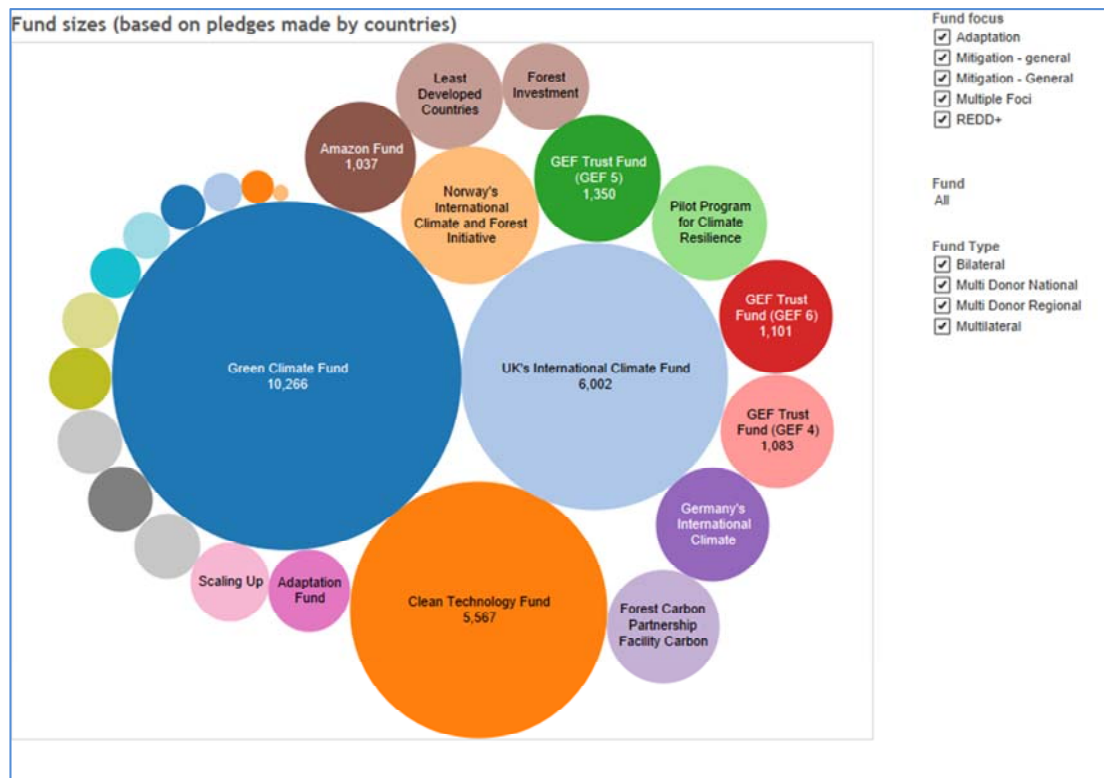 Fund sizes (based on pledges made by countries)
Least
Developed
Countries
Forest
Investment
Amazon Fund
1,037
Norway's
International
Climate and Forest
Initiative
GEF Trust Fund
(GEF 5)
1,350
Pilot Program
for Climate
Resilience
GEF Trust
Fund (GEF 6)
1,101
Green Climate Fund
10,266
UK's International Climate Fund
6,002
GEF Trust
Fund (GEF 4)
1,083
Germany's
International
Climate
Scaling Up
Adaptation
Fund
Clean Technology Fund
5,567
Forest Carbon
Partnership
Facility Carbon
Fund focus
Adaptation
Mitigation - general
Mitigation - General
Multiple Foci
REDD+
Fund
All
Fund Type
Bilateral
Multi Donor National
Multi Donor Regional
Multilateral